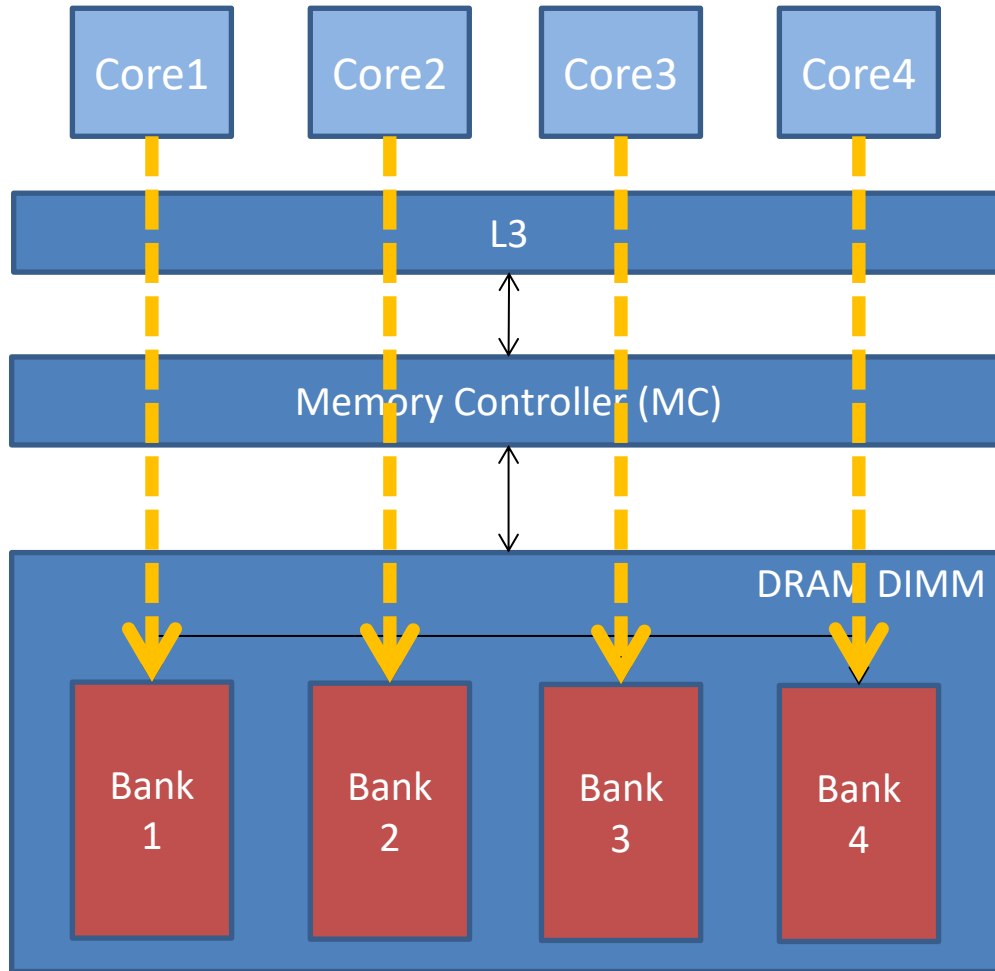 Core1
Core2
Core3
Core4
L3
Memory Controller (MC)
DRAM DIMM
Bank
1
Bank
2
Bank
3
Bank
4